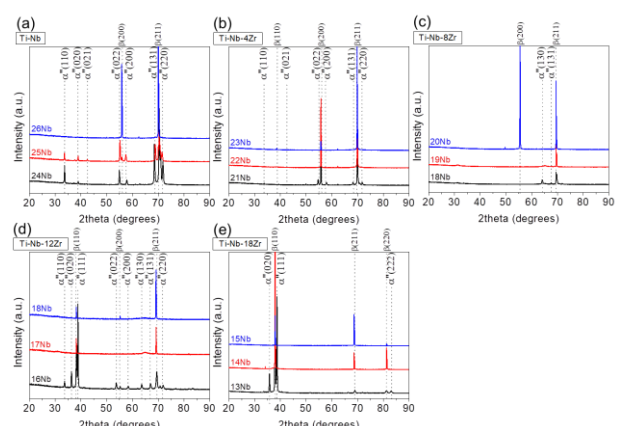 (a)
Ti-Nb
α"(110)
α"(020)
α"(021)
α"(022)
β(200)
α"(200)
α"(131)
β(211)
α"(220)
26Nb
25Nb
24Nb
Intensity (a.u.)
20 30 40 50 60 70 80 90
2theta (degrees)
(b)
Ti-Nb-4Zr
α"(110)
β(110)
α"(021)
α"(022)
β(200)
α"(200)
α"(131)
β(211)
α"(220)
23Nb
22Nb
21Nb
Intensity (a.u.)
20 30 40 50 60 70 80 90
2theta (degrees)
(c)
Ti-Nb-8Zr
β(200)
α"(130)
α"(131)
β(211)
20Nb
19Nb
18Nb
Intensity (a.u.)
20 30 40 50 60 70 80 90
2theta (degrees)
(d)
Ti-Nb-12Zr
α"(110)
α"(020)
β(110)
α"(111)
α"(022)
β(200)
α"(200)
α"(130)
α"(131)
β(211)
α"(220)
18Nb
17Nb
16Nb
Intensity (a.u.)
20 30 40 50 60 70 80 90
2theta (degrees)
(e)
Ti-Nb-18Zr
α"(020)
β(110)
α"(111)
β(211)
β(220)
α"(222)
15Nb
14Nb
13Nb
Intensity (a.u.)
20 30 40 50 60 70 80 90
2theta (degrees)